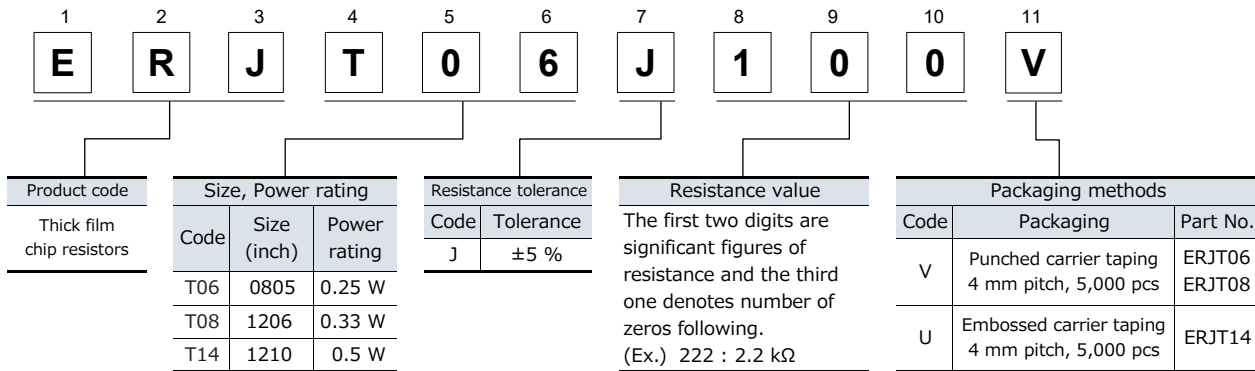 1 2 3 4 5 6 7 8 9 10 11
E R J T 0 6 J 1 0 0 V
Product code
Thick film
chip resistors
Size, Power rating
Code Size (inch) Power rating
T06 0805 0.25 W
T08 1206 0.33 W
T14 1210 0.5 W
Resistance tolerance
Code Tolerance
J ±5 %
Resistance value
The first two digits are
significant figures of
resistance and the third
one denotes number of
zeros following.
(Ex.) 222 : 2.2 kΩ
Packaging methods
Code Packaging Part No.
V Punched carrier taping 4 mm pitch, 5,000 pcs ERJT06 ERJT08
U Embossed carrier taping 4 mm pitch, 5,000 pcs ERJT14